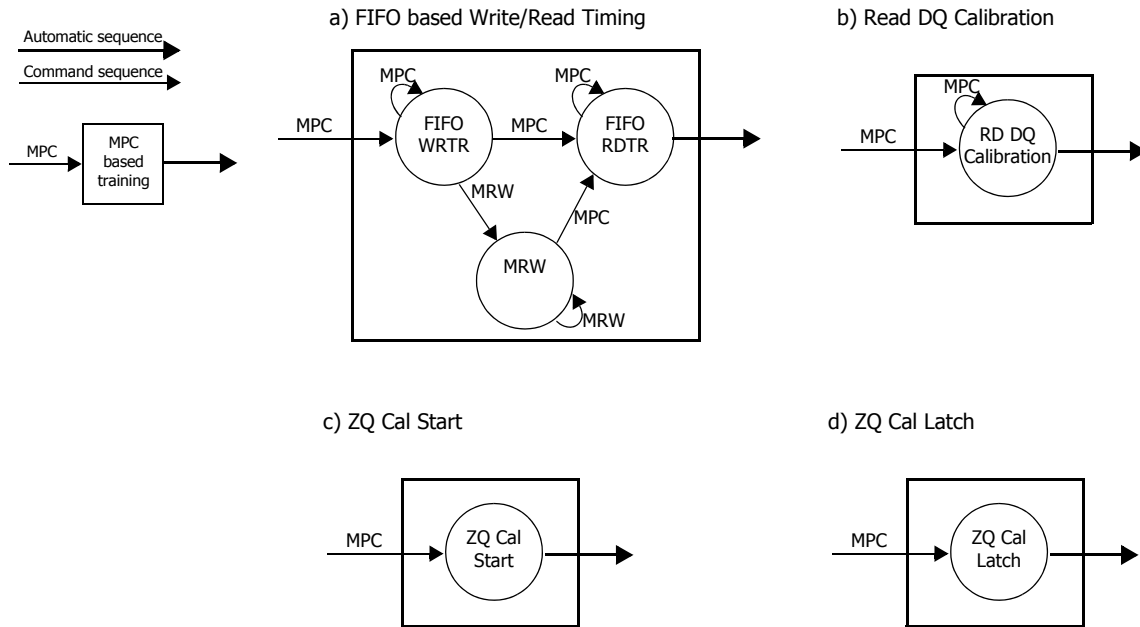 a) FIFO based Write/Read Timing
b) Read DQ Calibration
Automatic sequence
Command sequence
MPC
MPC
based
training
MPC
MPC
FIFO
WRTR
MPC
MPC
FIFO
RDTR
MRW
MPC
MRW
MRW
MPC
MPC
RD DQ
Calibration
c) ZQ Cal Start
d) ZQ Cal Latch
MPC
ZQ Cal
Start
MPC
ZQ Cal
Latch